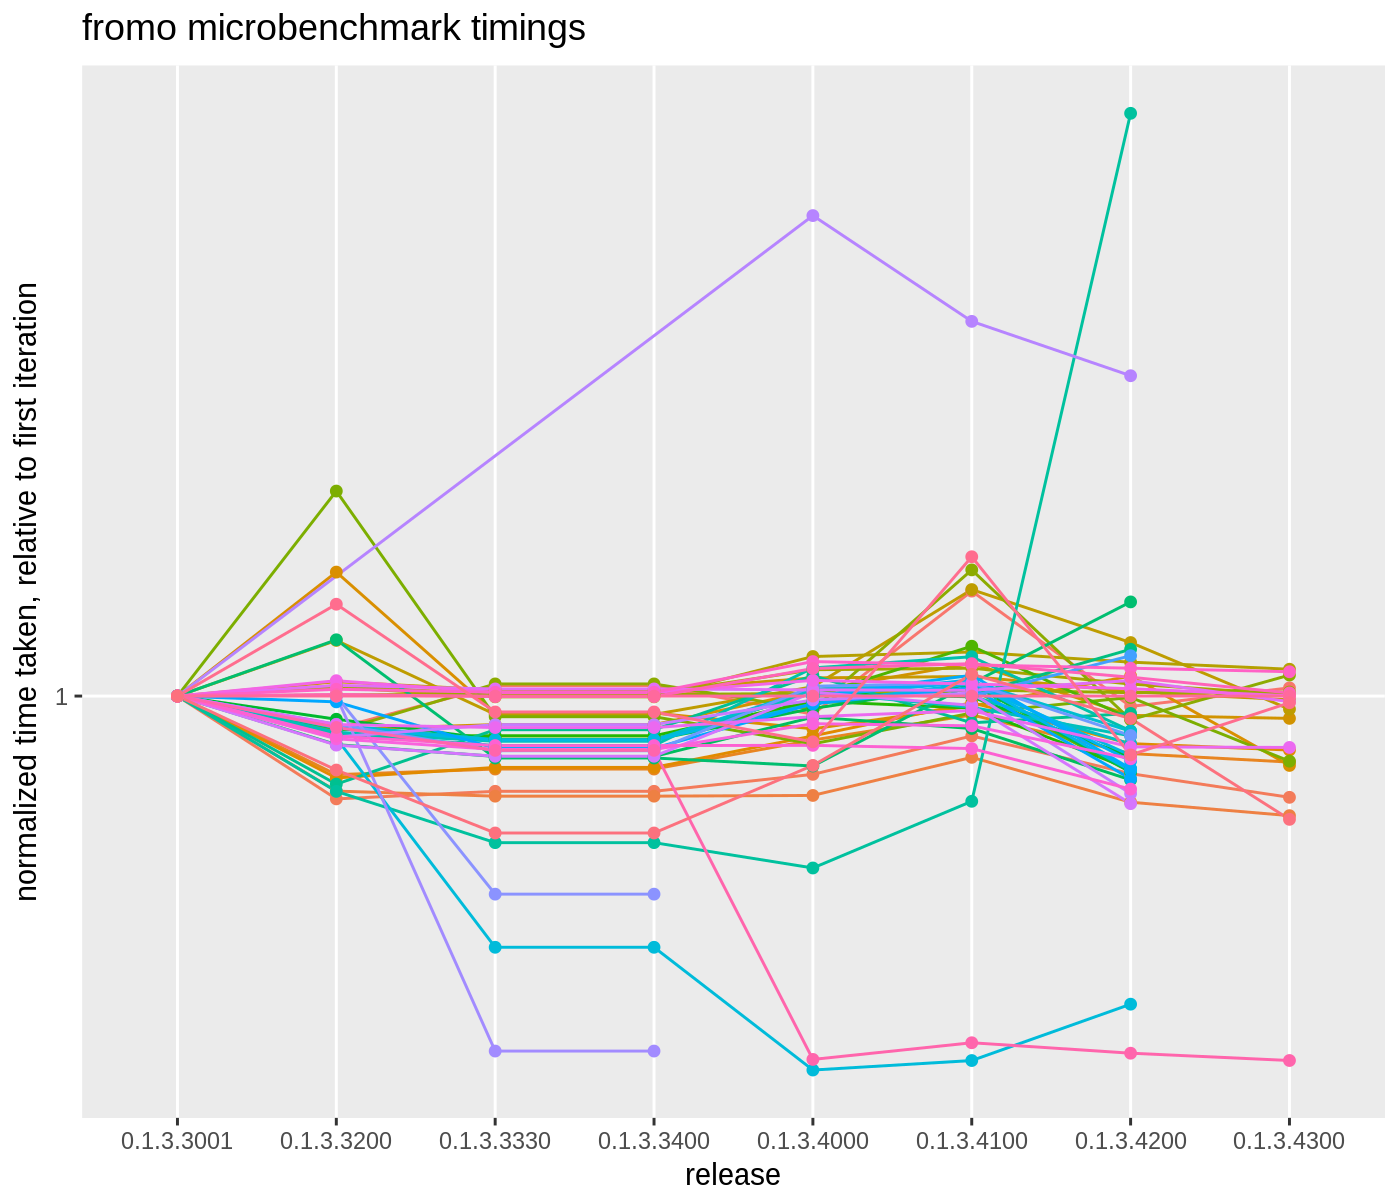 fromo microbenchmark timings
normalized time taken, relative to first iteration
1
0.1.3.3001 0.1.3.3200 0.1.3.3330 0.1.3.3400 0.1.3.4000 0.1.3.4100 0.1.3.4200 0.1.3.4300
release